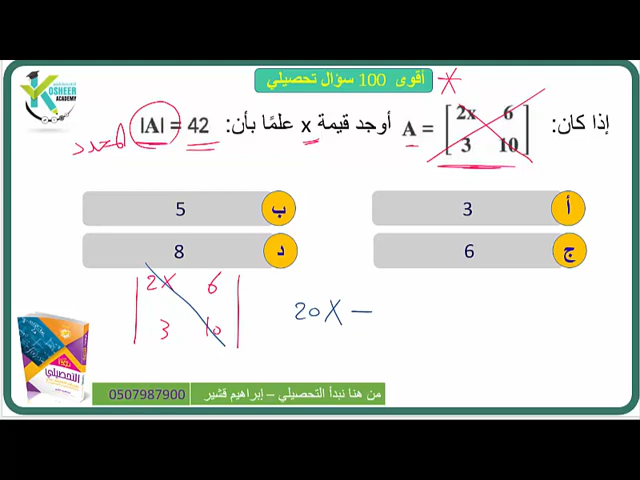 أقوى 100 سؤال تحصيلي
KOSHEER
ACADEMY
إذا كان: A = [2x 6
3 10] أوجد قيمة x علمًا بأن: |A| = 42
المحدد
أ 3
ب 5
ج 6
د 8
2x 6
3 10
20x −
التحصيلي
من هنا نبدأ التحصيلي – إبراهيم قشير 0507987900